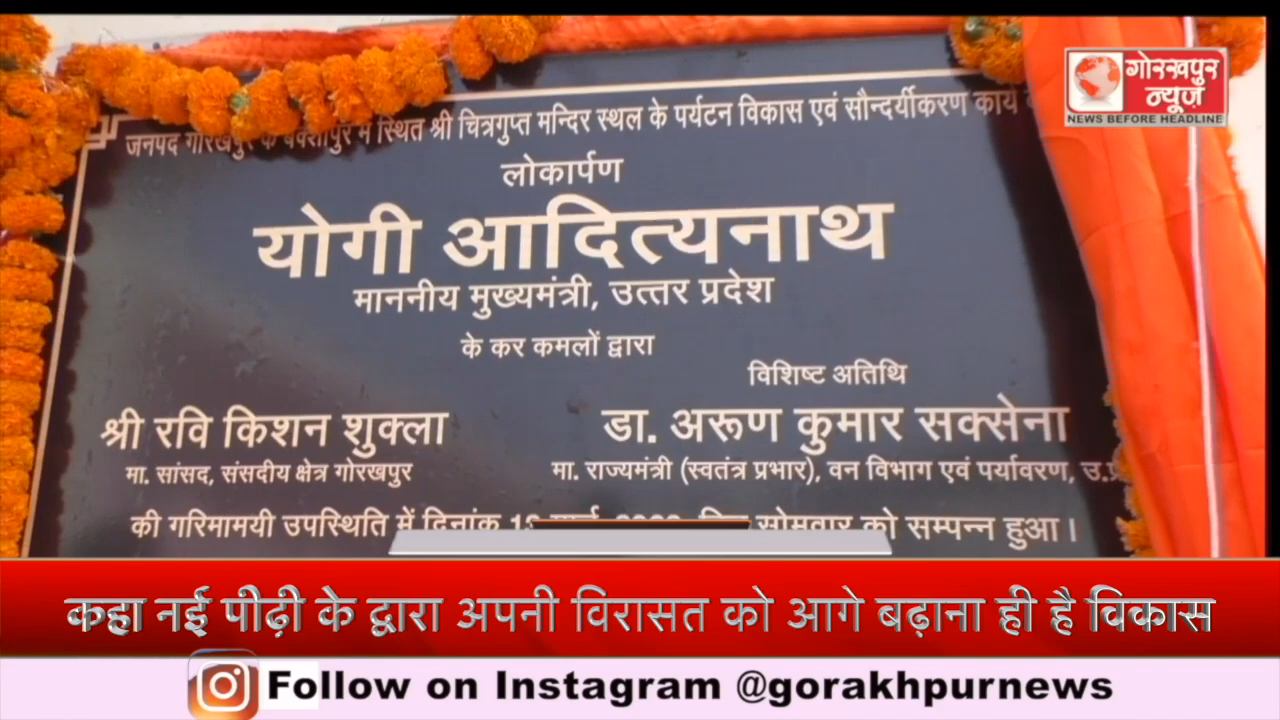 जनपद गोरखपुर के बक्शीपुर में स्थित श्री चित्रगुप्त मन्दिर स्थल के पर्यटन विकास एवं सौन्दर्यीकरण कार्य
लोकार्पण
योगी आदित्यनाथ
माननीय मुख्यमंत्री, उत्तर प्रदेश
के कर कमलों द्वारा
विशिष्ट अतिथि
श्री रवि किशन शुक्ला
डा. अरूण कुमार सक्सेना
मा. सांसद, संसदीय क्षेत्र गोरखपुर
मा. राज्यमंत्री (स्वतंत्र प्रभार), वन विभाग एवं पर्यावरण, उ.प्र
की गरिमामयी उपस्थिति में दिनांक सोमवार को सम्पन्न हुआ।
गोरखपुर
न्यूज़
NEWS BEFORE HEADLINE
कहा नई पीढ़ी के द्वारा अपनी विरासत को आगे बढ़ाना ही है विकास
Follow on Instagram @gorakhpurnews